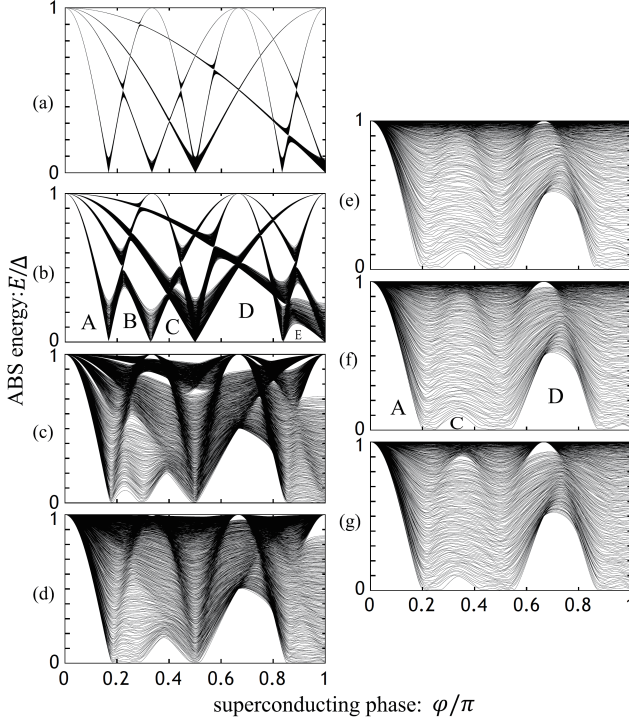 1
(a)
0
1
(b)
A B C D E
0
1
(c)
0
1
(d)
0
0 0.2 0.4 0.6 0.8 1
1
(e)
0
1
(f)
A C D
0
1
(g)
0
0 0.2 0.4 0.6 0.8
ABS energy:E/Δ
superconducting phase: φ/π